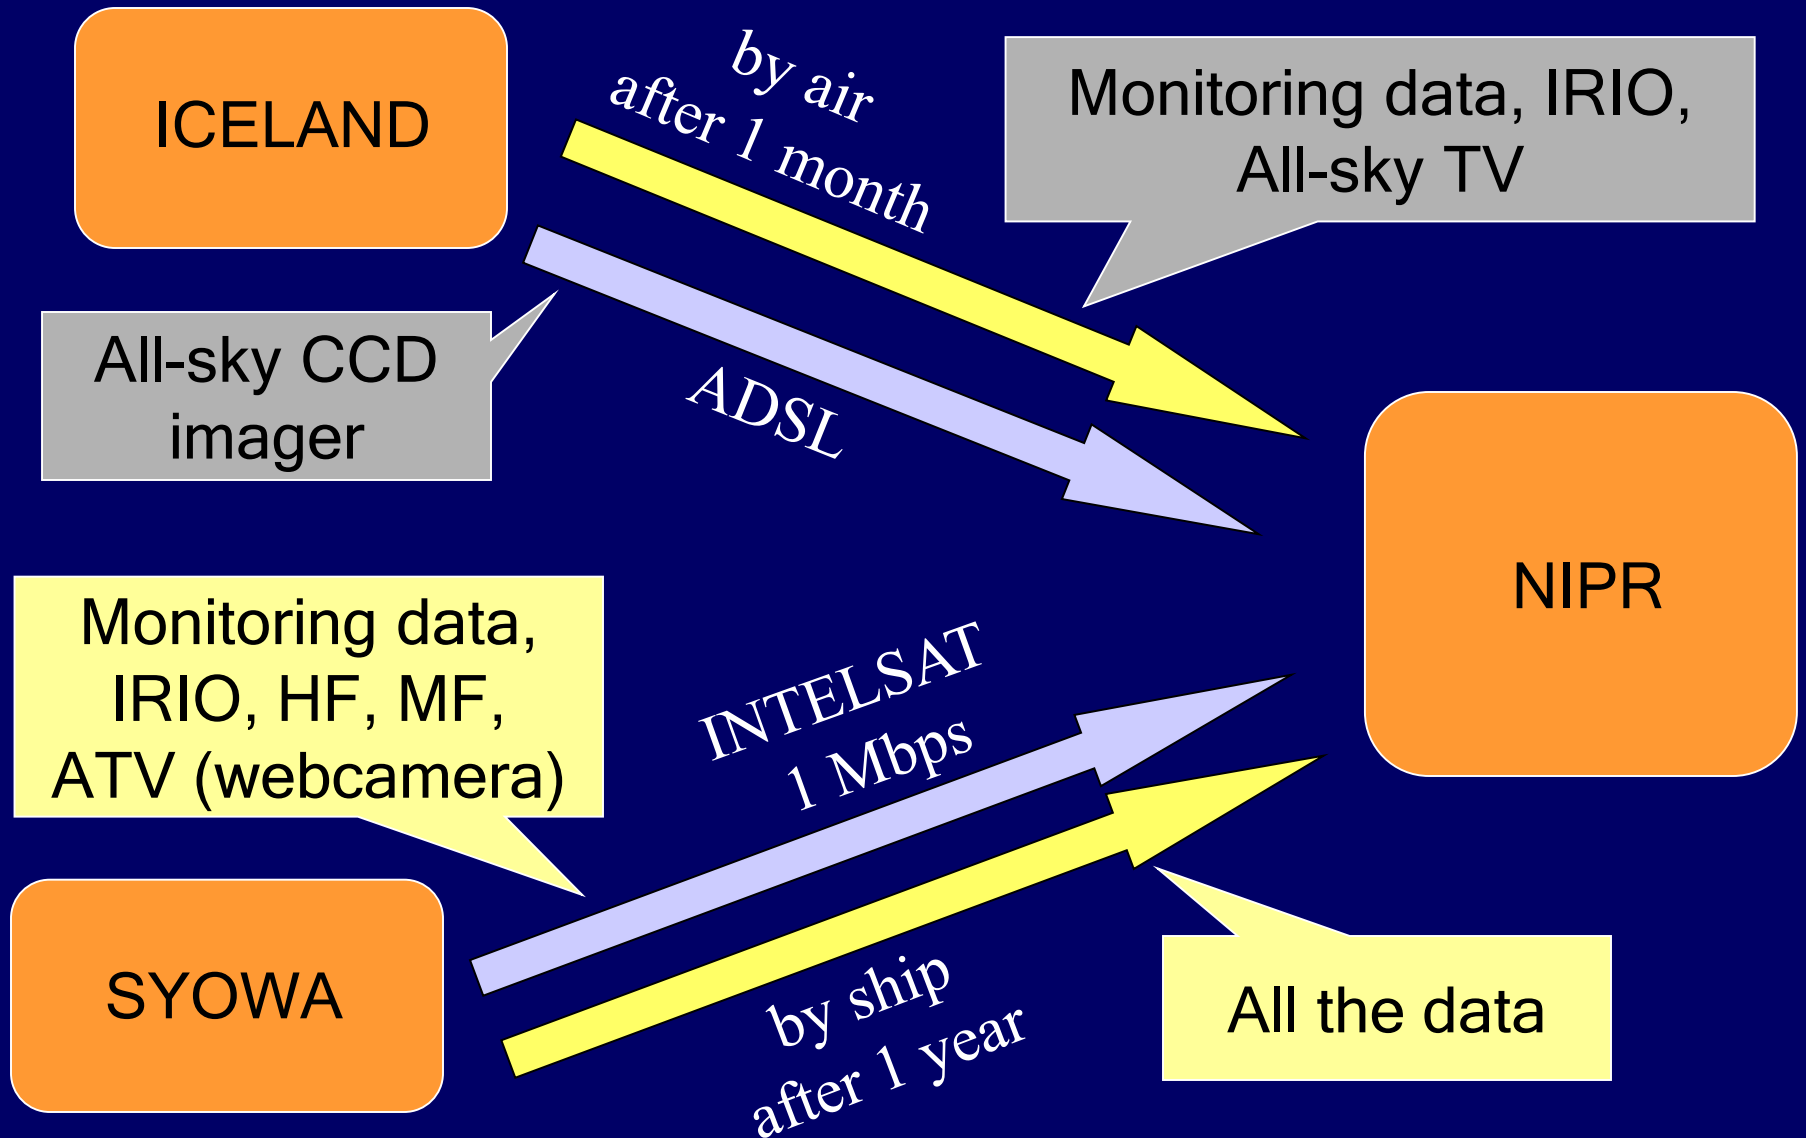 ICELAND
by air
after 1 month
Monitoring data, IRIO,
All-sky TV
All-sky CCD
imager
ADSL
NIPR
Monitoring data,
IRIO, HF, MF,
ATV (webcamera)
INTELSAT
1 Mbps
SYOWA
by ship
after 1 year
All the data